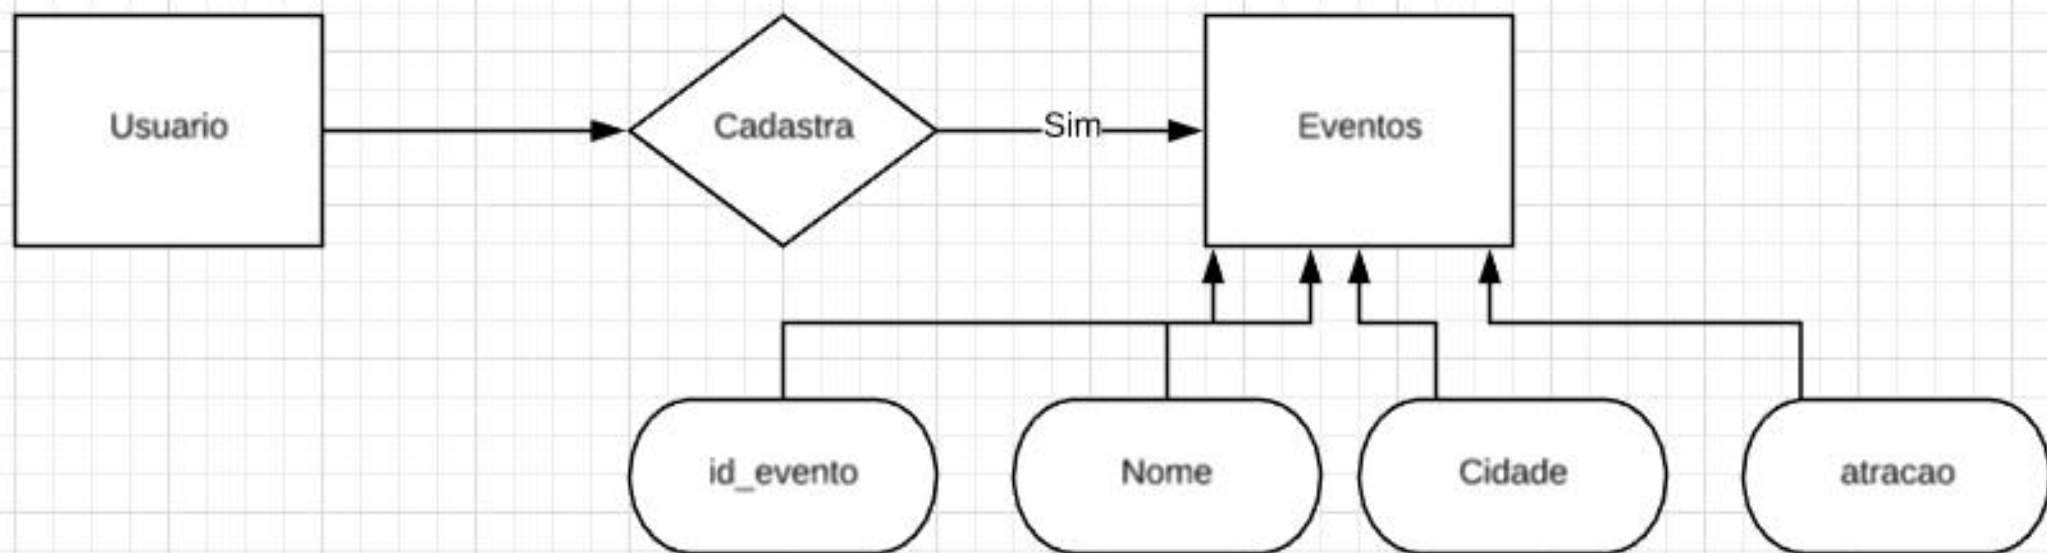 Usuario
Cadastra
Sim
Eventos
id_evento
Nome
Cidade
atracao